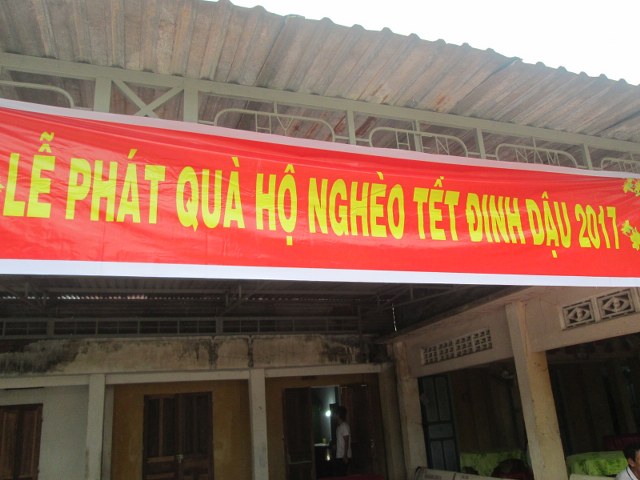 LỄ PHÁT QUÀ HỘ NGHÈO TẾT ĐINH DẬU 2017